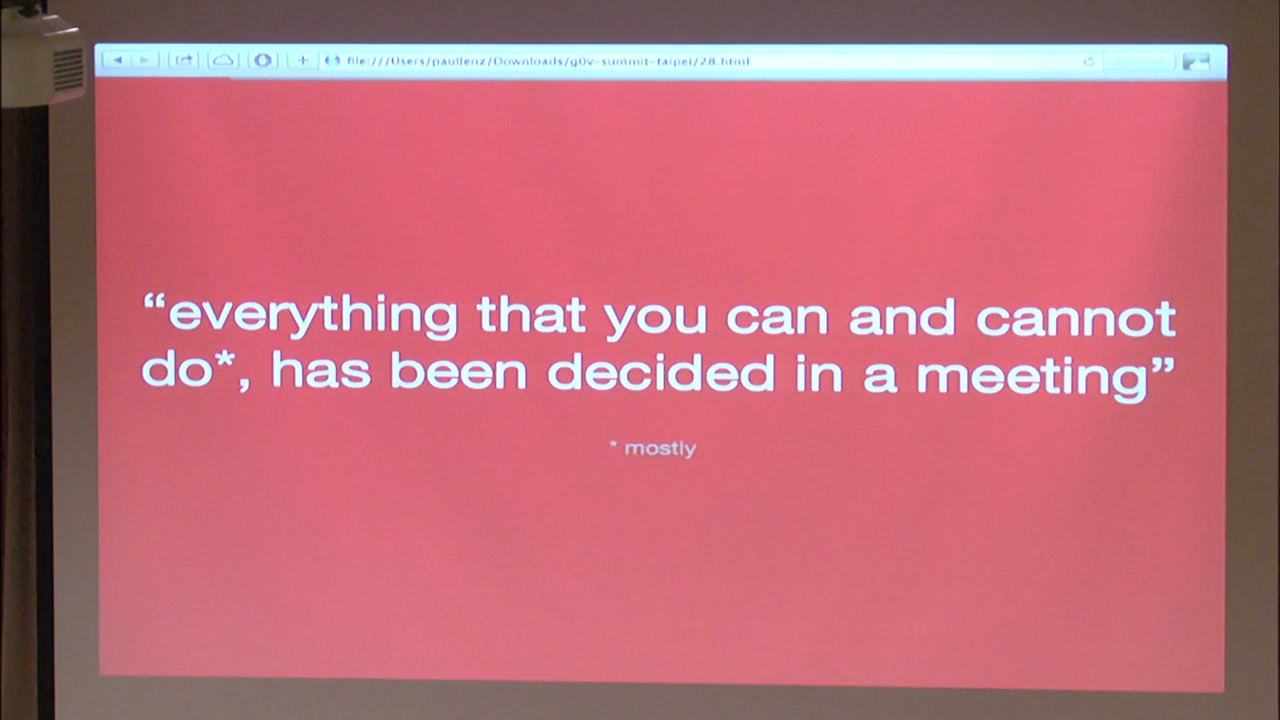 file:///Users/paullenz/Downloads/g0v-summit-taipei/28.html
“everything that you can and cannot
do*, has been decided in a meeting”
* mostly